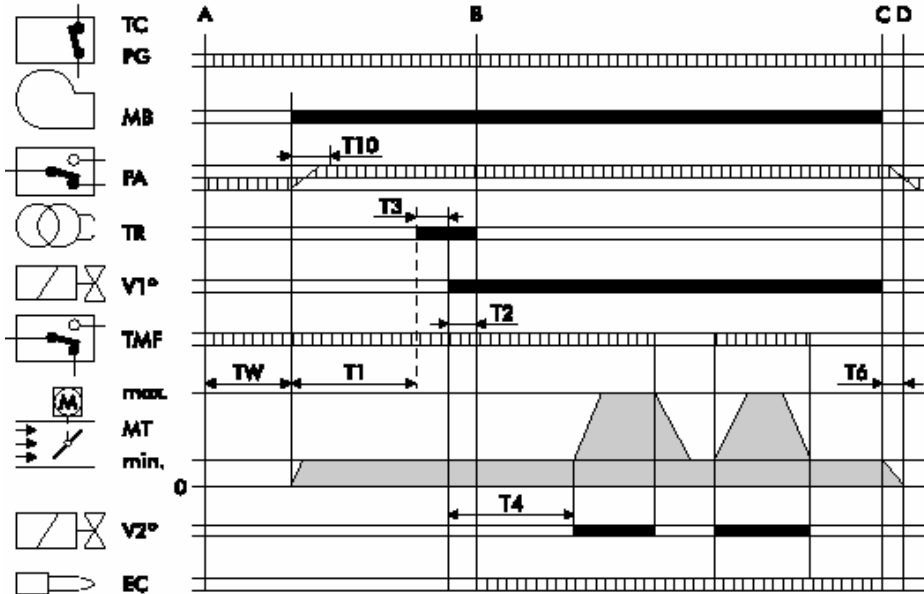 A B C D
TC
PG
MB
T10
PA
T3
TR
V1°
T2
TMF
TW T1 T6
max.
M
MT
min.
0
T4
V2°
EC